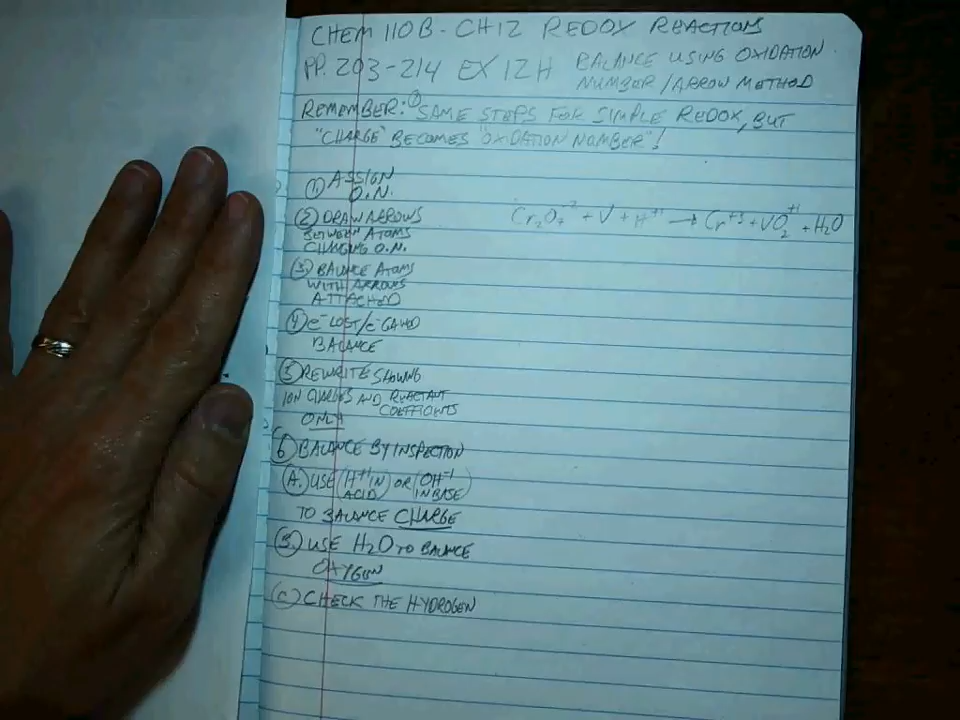 CHEM 110B - CH12 REDOX REACTIONS
PP. 203-214 EX 12H BALANCE USING OXIDATION
NUMBER/ARROW METHOD
REMEMBER: SAME STEPS FOR SIMPLE REDOX, BUT
"CHARGE" BECOMES "OXIDATION NUMBER"!
① ASSIGN
O.N.
② DRAW ARROWS
BETWEEN ATOMS
CHANGING O.N.
Cr₂O₇⁻² + V + H⁺¹ → Cr⁺³ + VO₂⁺¹ + H₂O
③ BALANCE ATOMS
WITH ARROWS
ATTACHED
④ e⁻ LOST/e⁻ GAINED
BALANCE
⑤ REWRITE SHOWING
ION CHARGES AND REACTANT
COEFFICIENTS
ONLY
⑥ BALANCE BY INSPECTION
Ⓐ. USE (H⁺¹ IN ACID) OR (OH⁻¹ IN BASE)
TO BALANCE CHARGE
Ⓑ. USE H₂O TO BALANCE
OXYGEN
Ⓒ CHECK THE HYDROGEN